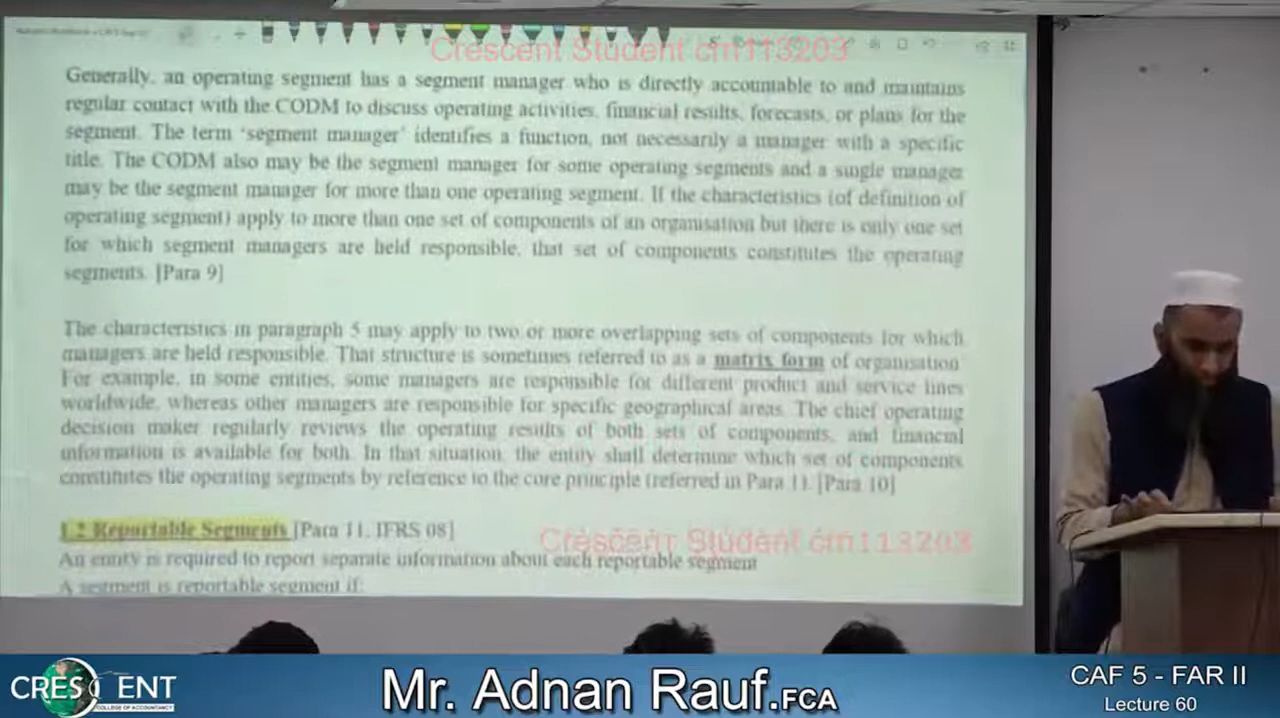 Crescent Student crn113203
Generally, an operating segment has a segment manager who is directly accountable to and maintains
regular contact with the CODM to discuss operating activities, financial results, forecasts, or plans for the
segment. The term ‘segment manager’ identifies a function, not necessarily a manager with a specific
title. The CODM also may be the segment manager for some operating segments and a single manager
may be the segment manager for more than one operating segment. If the characteristics (of definition of
operating segment) apply to more than one set of components of an organisation but there is only one set
for which segment managers are held responsible, that set of components constitutes the operating
segments. [Para 9]
The characteristics in paragraph 5 may apply to two or more overlapping sets of components for which
managers are held responsible. That structure is sometimes referred to as a matrix form of organisation.
For example, in some entities, some managers are responsible for different product and service lines
worldwide, whereas other managers are responsible for specific geographical areas. The chief operating
decision maker regularly reviews the operating results of both sets of components, and financial
information is available for both. In that situation, the entity shall determine which set of components
constitutes the operating segments by reference to the core principle (referred in Para 1). [Para 10]
1.2 Reportable Segments [Para 11, IFRS 08]
Crescent Student crn113203
An entity is required to report separate information about each reportable segment
A segment is reportable segment if:
CRESCENT
COLLEGE OF ACCOUNTANCY
Mr. Adnan Rauf.FCA
CAF 5 - FAR II
Lecture 60